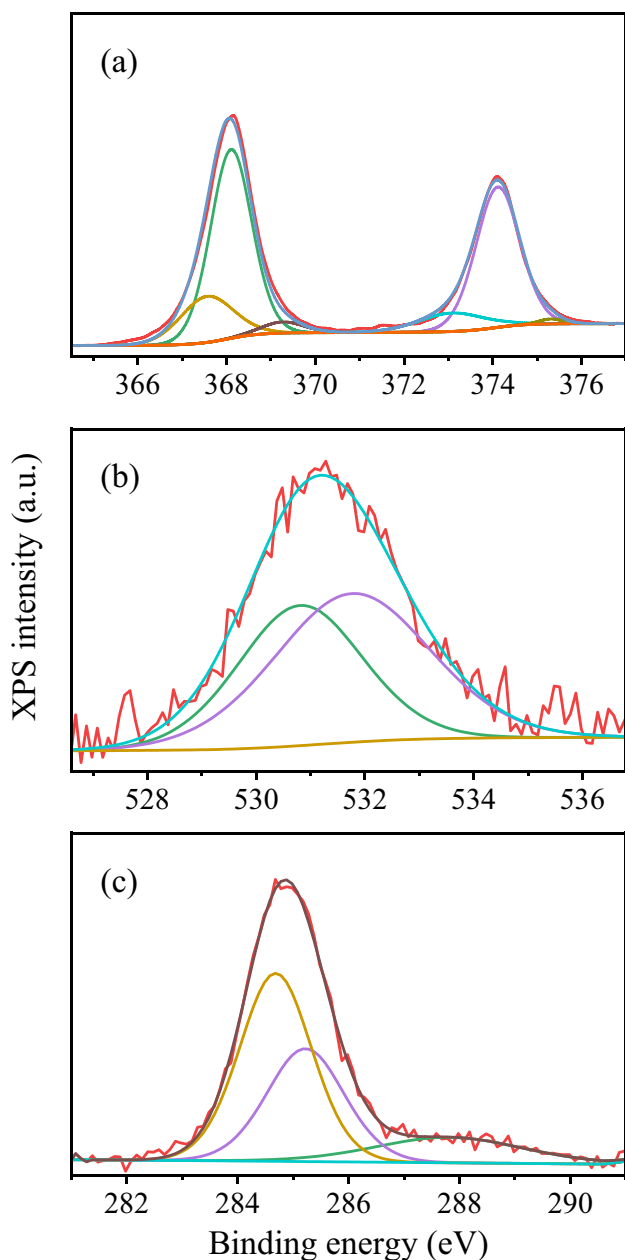 (a)
366 368 370 372 374 376
(b)
528 530 532 534 536
(c)
282 284 286 288 290
Binding energy (eV)
XPS intensity (a.u.)